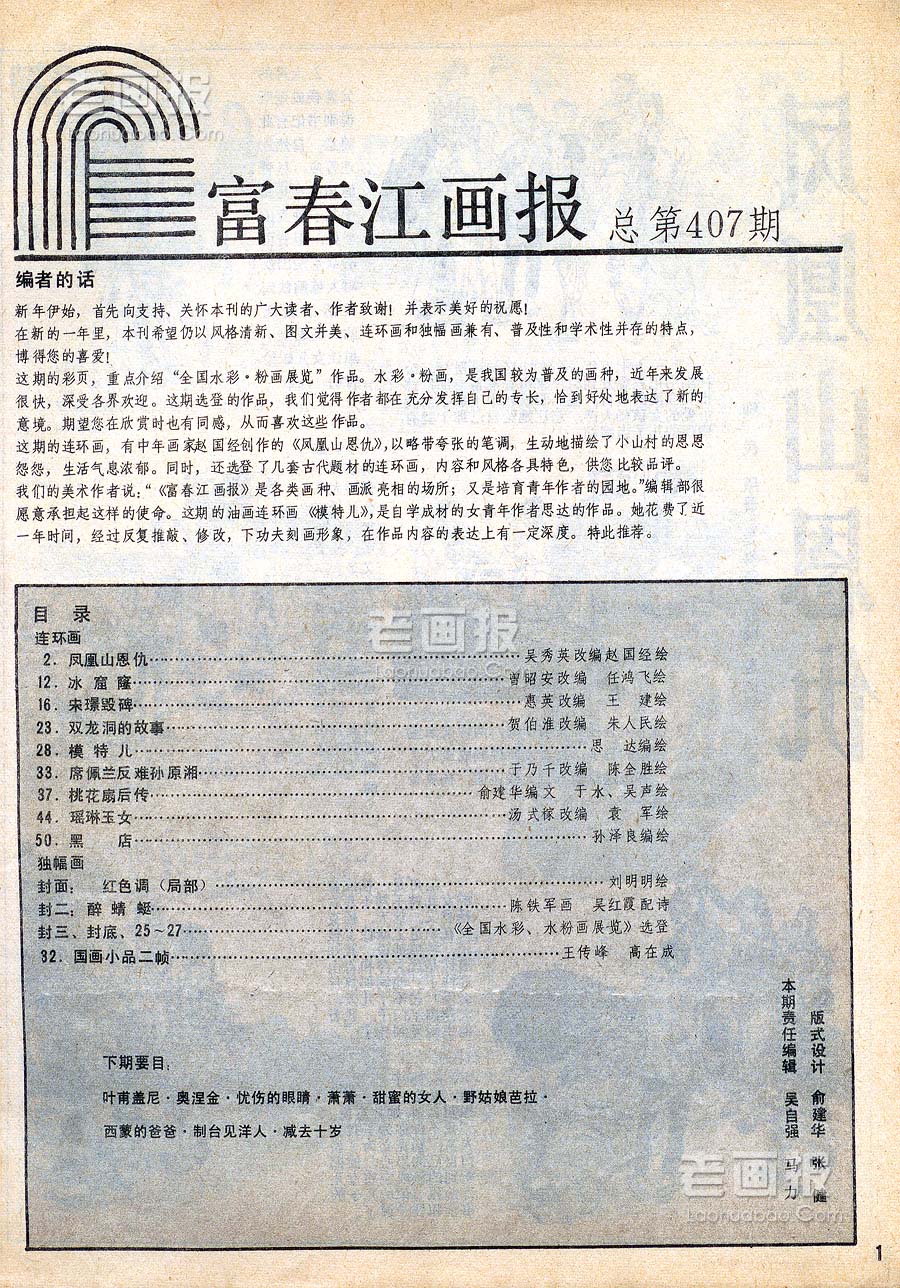 老画报
Laohuabao.Com
富春江画报 总第407期
编者的话
新年伊始，首先向支持、关怀本刊的广大读者、作者致谢！并表示美好的祝愿！
在新的一年里，本刊希望仍以风格清新、图文并美、连环画和独幅画兼有、普及性和学术性并存的特点，
博得您的喜爱！
这期的彩页，重点介绍“全国水彩·粉画展览”作品。水彩·粉画，是我国较为普及的画种，近年来发展
很快，深受各界欢迎。这期选登的作品，我们觉得作者都在充分发挥自己的专长，恰到好处地表达了新的
意境。期望您在欣赏时也有同感，从而喜欢这些作品。
这期的连环画，有中年画家赵国经创作的《凤凰山恩仇》，以略带夸张的笔调，生动地描绘了小山村的恩恩
怨怨，生活气息浓郁。同时，还选登了几套古代题材的连环画，内容和风格各具特色，供您比较品评。
我们的美术作者说：“《富春江画报》是各类画种、画派亮相的场所；又是培育青年作者的园地。”编辑部很
愿意承担起这样的使命。这期的油画连环画《模特儿》，是自学成材的女青年作者思达的作品。她花费了近
一年时间，经过反复推敲、修改，下功夫刻画形象，在作品内容的表达上有一定深度。特此推荐。
目 录
连环画
2．凤凰山恩仇……吴秀英改编赵国经绘
12．冰窟窿……曾昭安改编 任鸿飞绘
16．宋璟毁碑……惠英改编 王 建绘
23．双龙洞的故事……贺伯淮改编 朱人民绘
28．模特儿……思 达编绘
33．席佩兰反难孙原湘……于乃千改编 陈全胜绘
37．桃花扇后传……俞建华编文 于水、吴声绘
44．瑶琳玉女……汤式稼改编 袁 军绘
50．黑 店……孙泽良编绘
独幅画
封面： 红色调（局部）……刘明明绘
封二：醉蜻蜓……陈铁军画 吴红霞配诗
封三、封底、25～27……《全国水彩、水粉画展览》选登
32．国画小品二帧……王传峰 高在成
下期要目：
叶甫盖尼·奥涅金·忧伤的眼睛·萧萧·甜蜜的女人·野姑娘芭拉·
西蒙的爸爸·制台见洋人·减去十岁
版式设计 俞建华 张 健
本期责任编辑 吴自强 马 力
老画报
老画报
Laohuabao.Com
1